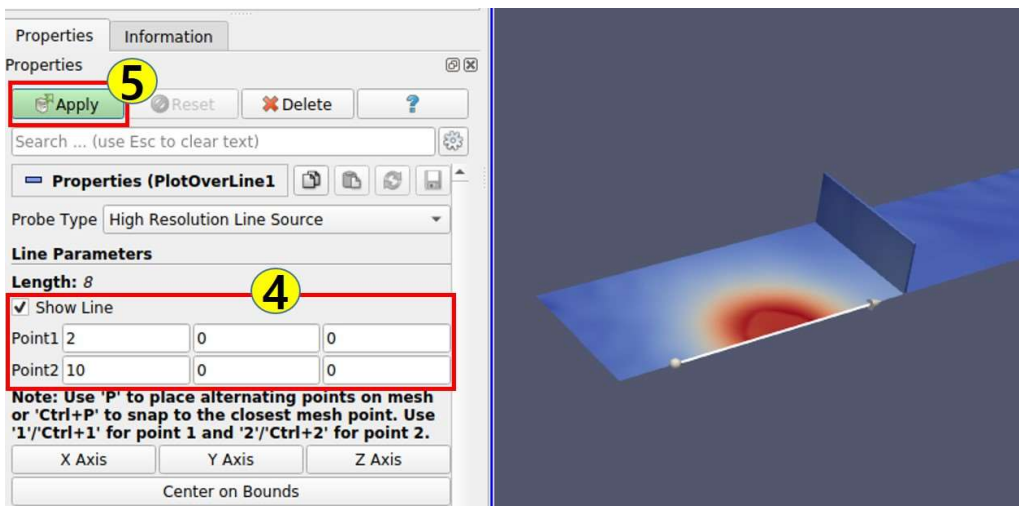 Properties Information
Properties
5
Apply Reset Delete ?
Search ... (use Esc to clear text)
Properties (PlotOverLine1
Probe Type High Resolution Line Source
Line Parameters
Length: 8
4
Show Line
Point1 2 0 0
Point2 10 0 0
Note: Use 'P' to place alternating points on mesh
or 'Ctrl+P' to snap to the closest mesh point. Use
'1'/'Ctrl+1' for point 1 and '2'/'Ctrl+2' for point 2.
X Axis Y Axis Z Axis
Center on Bounds